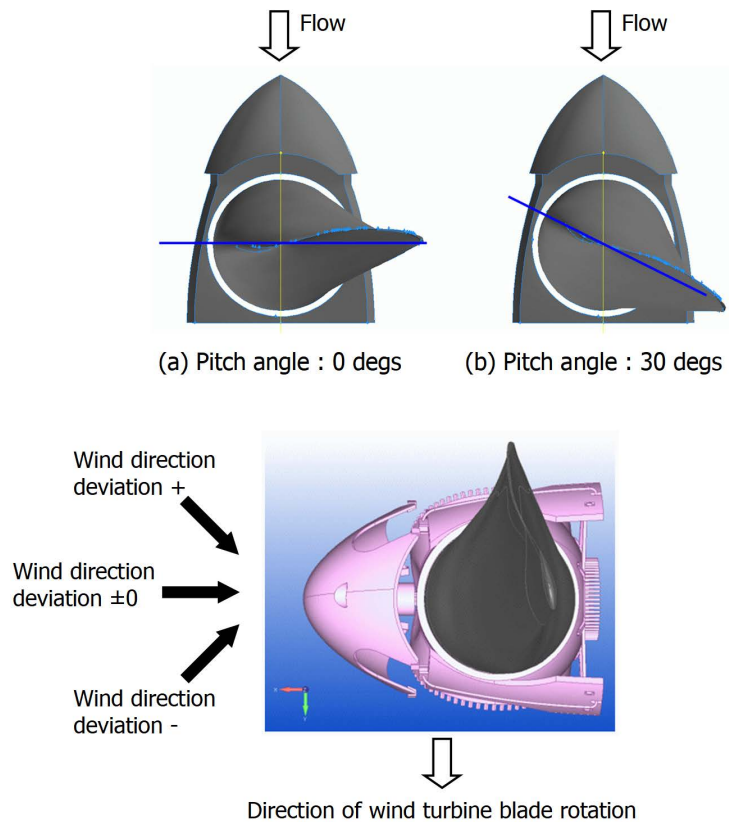 Flow
Flow
(a) Pitch angle : 0 degs
(b) Pitch angle : 30 degs
Wind direction
deviation +
Wind direction
deviation ±0
Wind direction
deviation -
Direction of wind turbine blade rotation